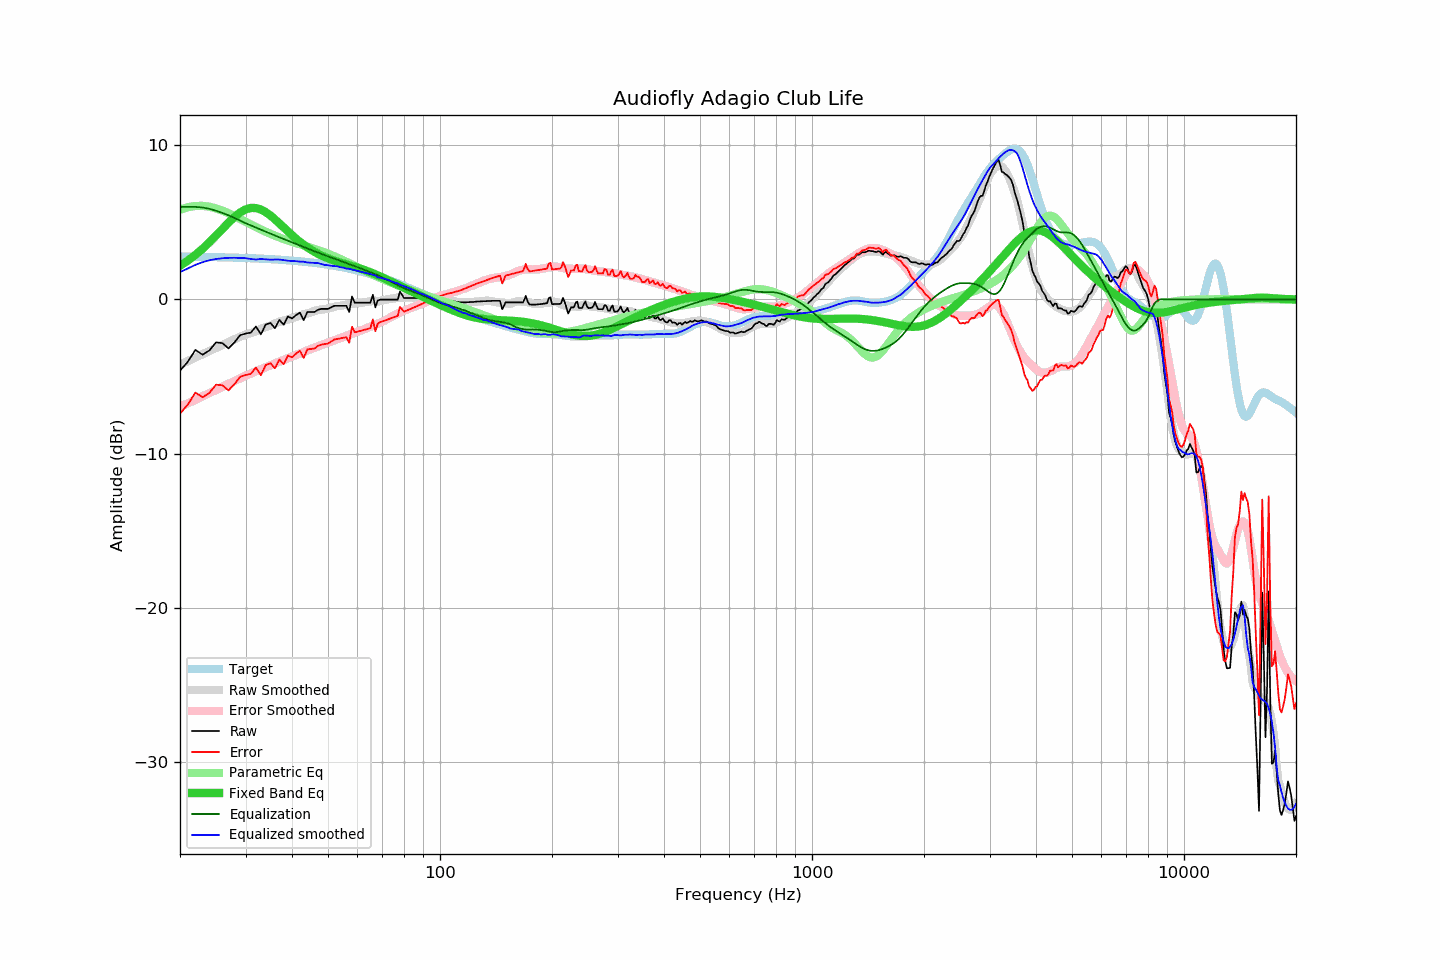 Audiofly Adagio Club Life
10
0
−10
−20
−30
Amplitude (dBr)
Target
Raw Smoothed
Error Smoothed
Raw
Error
Parametric Eq
Fixed Band Eq
Equalization
Equalized smoothed
100
1000
10000
Frequency (Hz)